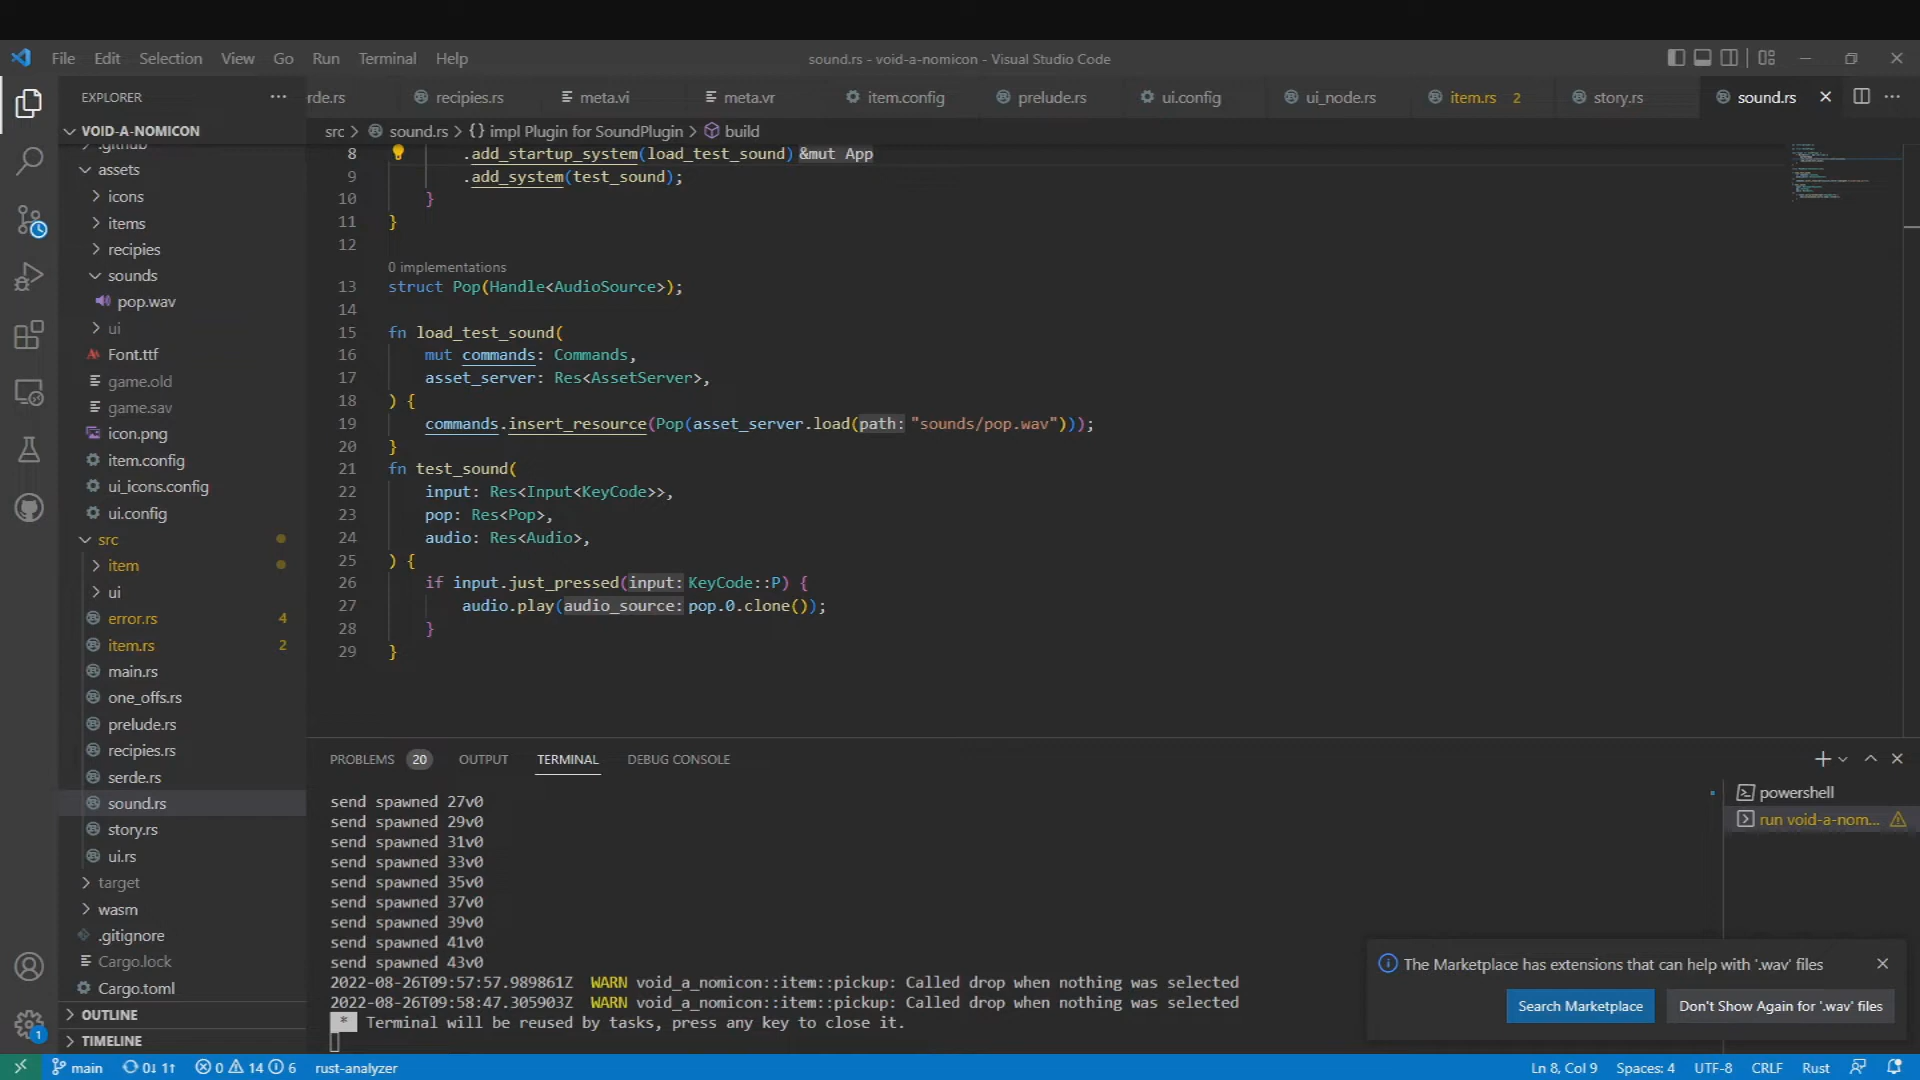 File Edit Selection View Go Run Terminal Help
sound.rs - void-a-nomicon - Visual Studio Code
EXPLORER
rde.rs recipies.rs meta.vi meta.vr item.config prelude.rs ui.config ui_node.rs item.rs 2 story.rs sound.rs
VOID-A-NOMICON
src > sound.rs > {} impl Plugin for SoundPlugin > build
.github
assets
icons
items
recipies
sounds
pop.wav
ui
Font.ttf
game.old
game.sav
icon.png
item.config
ui_icons.config
ui.config
src
item
ui
error.rs 4
item.rs 2
main.rs
one_offs.rs
prelude.rs
recipies.rs
serde.rs
sound.rs
story.rs
ui.rs
target
wasm
.gitignore
Cargo.lock
Cargo.toml
OUTLINE
TIMELINE
8 .add_startup_system(load_test_sound) &mut App
9 .add_system(test_sound);
10 }
11 }
12
0 implementations
13 struct Pop(Handle<AudioSource>);
14
15 fn load_test_sound(
16 mut commands: Commands,
17 asset_server: Res<AssetServer>,
18 ) {
19 commands.insert_resource(Pop(asset_server.load(path: "sounds/pop.wav")));
20 }
21 fn test_sound(
22 input: Res<Input<KeyCode>>,
23 pop: Res<Pop>,
24 audio: Res<Audio>,
25 ) {
26 if input.just_pressed(input: KeyCode::P) {
27 audio.play(audio_source: pop.0.clone());
28 }
29 }
PROBLEMS 20 OUTPUT TERMINAL DEBUG CONSOLE
send spawned 27v0
send spawned 29v0
send spawned 31v0
send spawned 33v0
send spawned 35v0
send spawned 37v0
send spawned 39v0
send spawned 41v0
send spawned 43v0
2022-08-26T09:57:57.989861Z WARN void_a_nomicon::item::pickup: Called drop when nothing was selected
2022-08-26T09:58:47.305903Z WARN void_a_nomicon::item::pickup: Called drop when nothing was selected
* Terminal will be reused by tasks, press any key to close it.
powershell
run void-a-nom...
The Marketplace has extensions that can help with '.wav' files
Search Marketplace Don't Show Again for '.wav' files
1
main 0↓ 1↑ 0 14 6 rust-analyzer
Ln 8, Col 9 Spaces: 4 UTF-8 CRLF Rust